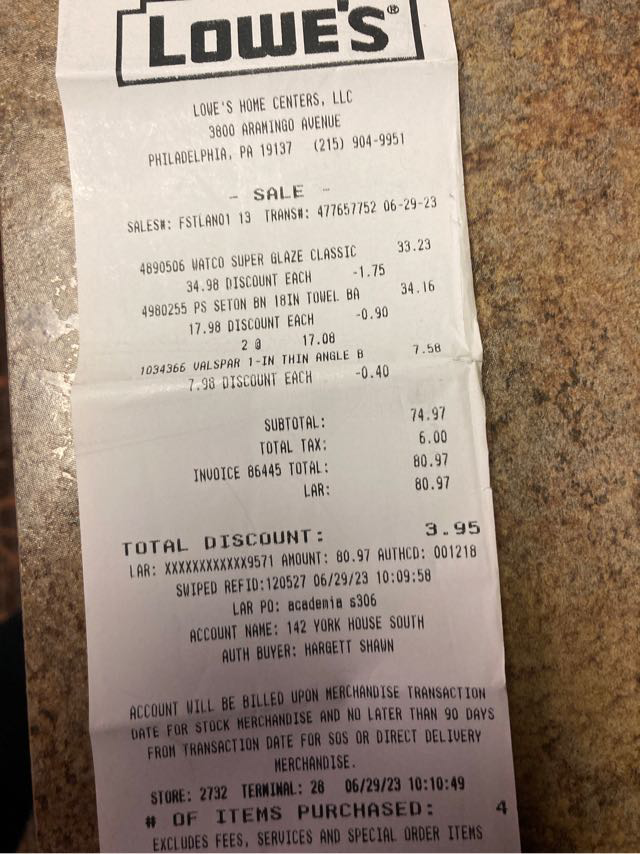 LOWE'S®
LOWE'S HOME CENTERS, LLC
3800 ARAMINGO AVENUE
PHILADELPHIA, PA 19137 (215) 904-9951
- SALE -
SALES#: FSTLAN01 13 TRANS#: 477657752 06-29-23
4890506 WATCO SUPER GLAZE CLASSIC 33.23
34.98 DISCOUNT EACH -1.75
4980255 PS SETON BN 18IN TOWEL BA 34.16
17.98 DISCOUNT EACH -0.90
2 @ 17.08
1034366 VALSPAR 1-IN THIN ANGLE B 7.58
7.98 DISCOUNT EACH -0.40
SUBTOTAL: 74.97
TOTAL TAX: 6.00
INVOICE 86445 TOTAL: 80.97
LAR: 80.97
TOTAL DISCOUNT: 3.95
LAR: XXXXXXXXXXXX9571 AMOUNT: 80.97 AUTHCD: 001218
SWIPED REFID:120527 06/29/23 10:09:58
LAR PO: academia s306
ACCOUNT NAME: 142 YORK HOUSE SOUTH
AUTH BUYER: HARGETT SHAWN
ACCOUNT WILL BE BILLED UPON MERCHANDISE TRANSACTION
DATE FOR STOCK MERCHANDISE AND NO LATER THAN 90 DAYS
FROM TRANSACTION DATE FOR SOS OR DIRECT DELIVERY
MERCHANDISE.
STORE: 2732 TERMINAL: 28 06/29/23 10:10:49
# OF ITEMS PURCHASED: 4
EXCLUDES FEES, SERVICES AND SPECIAL ORDER ITEMS